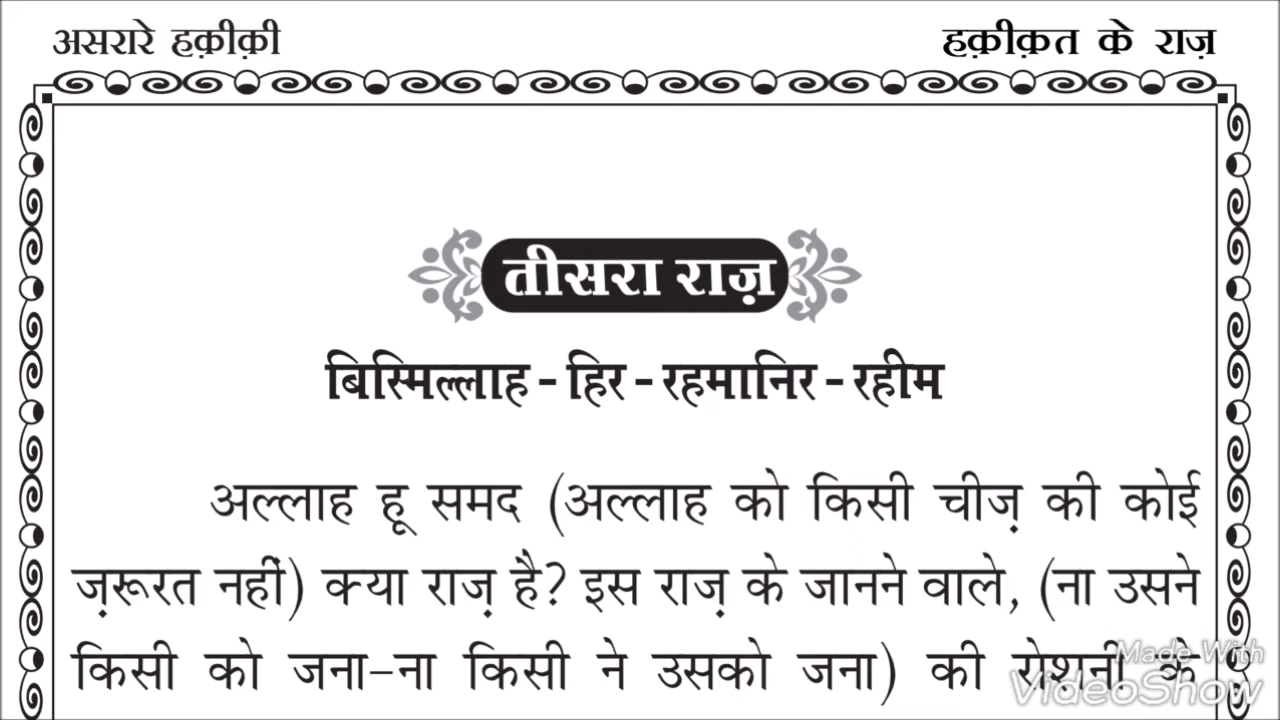 असरारे हक़ीक़ी
हक़ीक़त के राज़
तीसरा राज़
बिस्मिल्लाह - हिर - रहमानिर - रहीम
अल्लाह हू समद (अल्लाह को किसी चीज़ की कोई
ज़रूरत नहीं) क्या राज़ है? इस राज़ के जानने वाले, (ना उसने
किसी को जना-ना किसी ने उसको जना) की रोशनी के
Made With
VideoShow